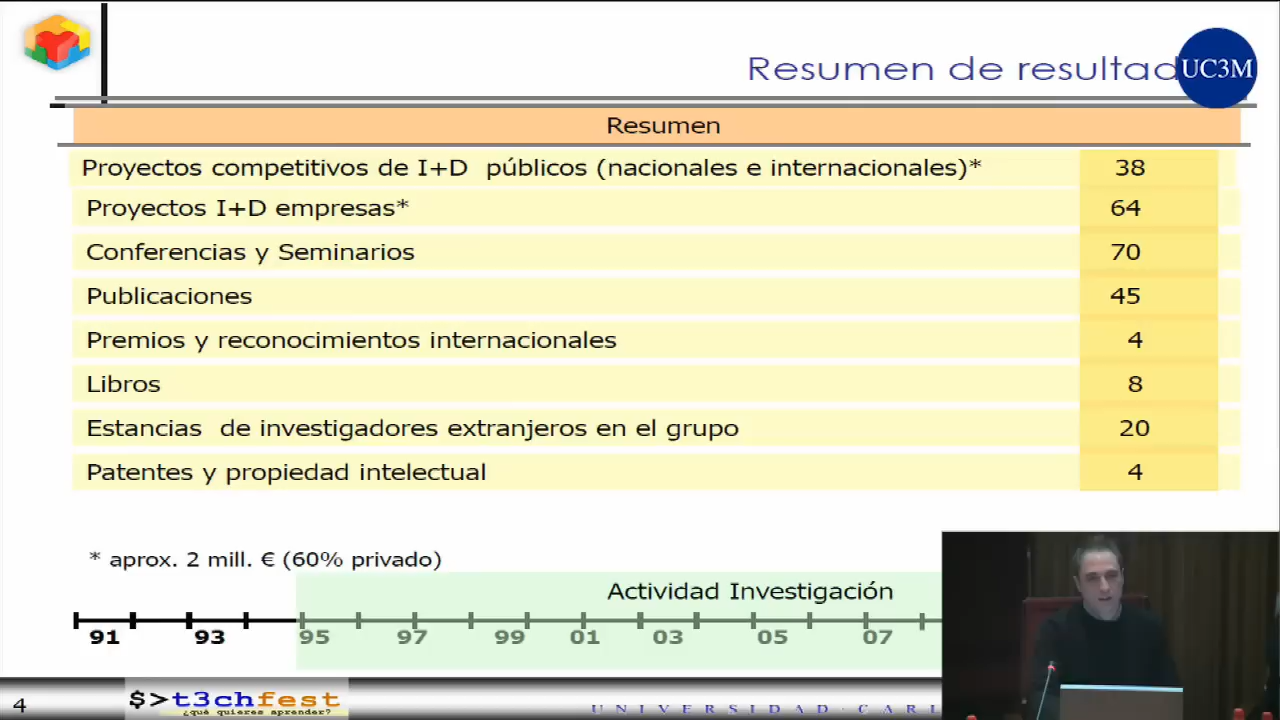 Resumen de resultad
UC3M
Resumen
Proyectos competitivos de I+D públicos (nacionales e internacionales)* 38
Proyectos I+D empresas* 64
Conferencias y Seminarios 70
Publicaciones 45
Premios y reconocimientos internacionales 4
Libros 8
Estancias de investigadores extranjeros en el grupo 20
Patentes y propiedad intelectual 4
* aprox. 2 mill. € (60% privado)
Actividad Investigación
91 93 95 97 99 01 03 05 07
4
$>t3chfest
¿qué quieres aprender?
UNIVERSIDAD · CARL